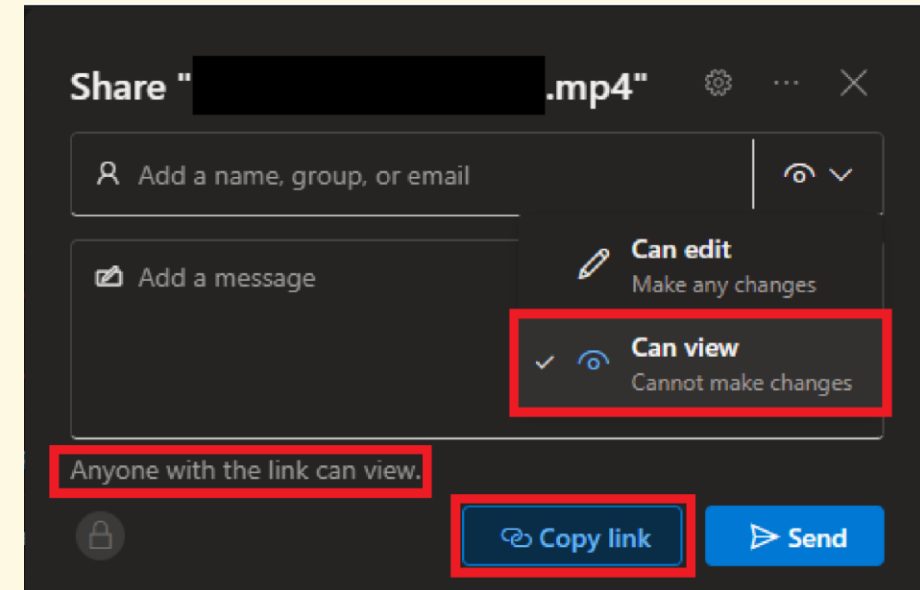 Share " .mp4"
Add a name, group, or email
Can edit
Make any changes
Add a message
Can view
Cannot make changes
Anyone with the link can view.
Copy link
Send